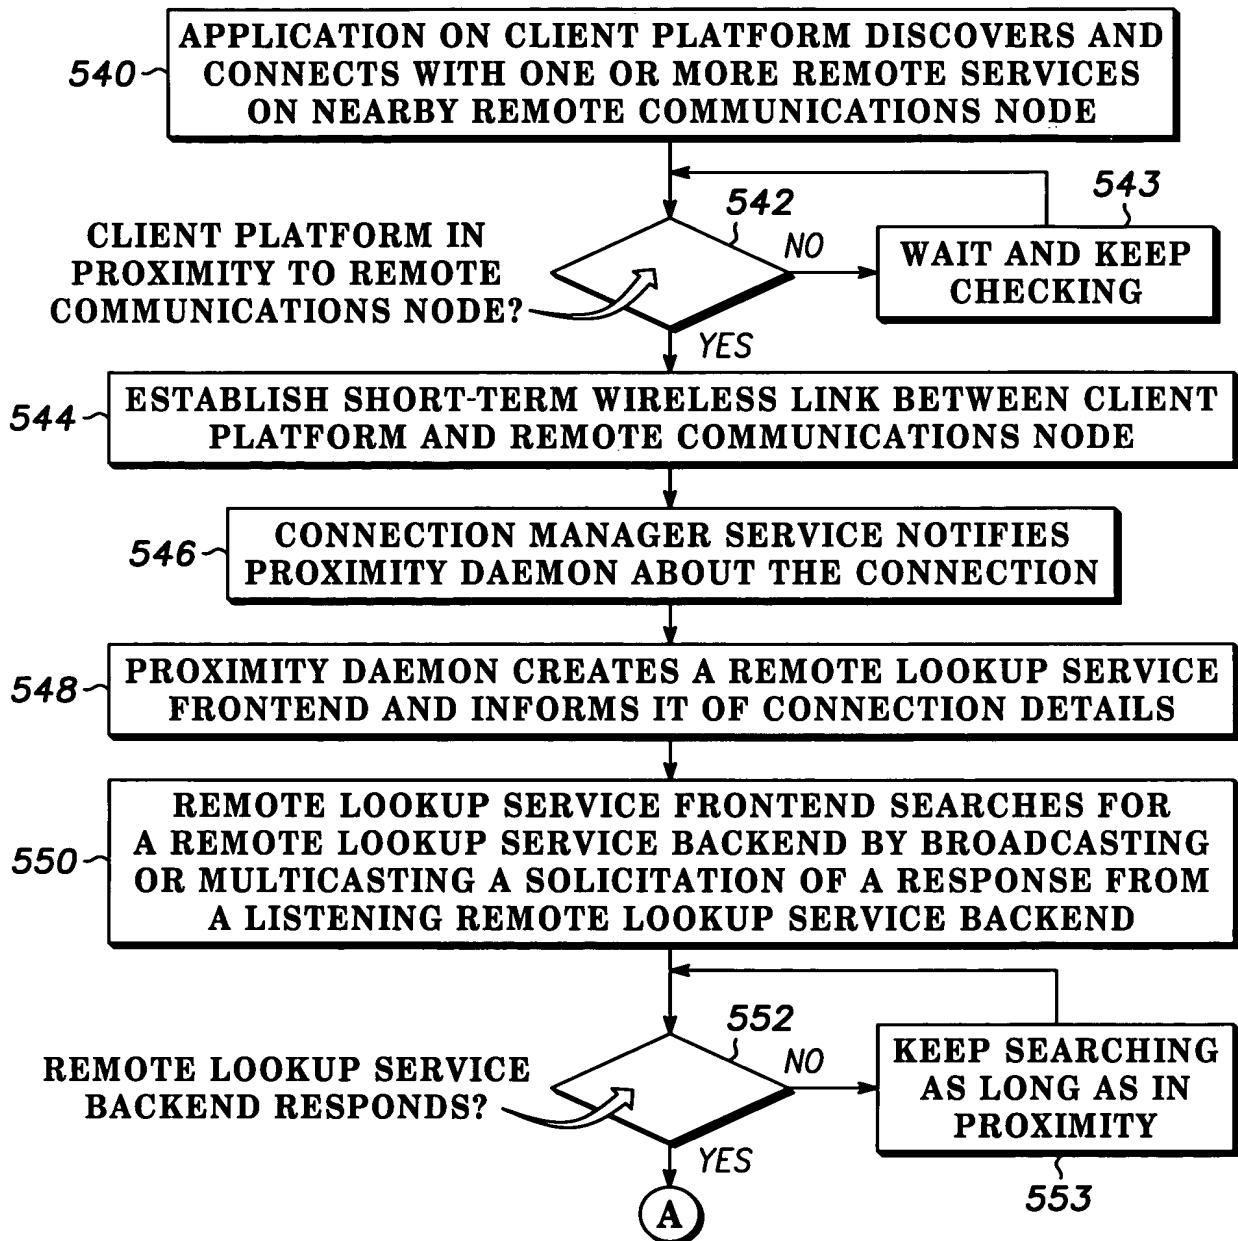 APPLICATION ON CLIENT PLATFORM DISCOVERS AND
CONNECTS WITH ONE OR MORE REMOTE SERVICES
ON NEARBY REMOTE COMMUNICATIONS NODE
540
542
543
CLIENT PLATFORM IN
PROXIMITY TO REMOTE
COMMUNICATIONS NODE?
NO
WAIT AND KEEP
CHECKING
YES
544
ESTABLISH SHORT-TERM WIRELESS LINK BETWEEN CLIENT
PLATFORM AND REMOTE COMMUNICATIONS NODE
546
CONNECTION MANAGER SERVICE NOTIFIES
PROXIMITY DAEMON ABOUT THE CONNECTION
548
PROXIMITY DAEMON CREATES A REMOTE LOOKUP SERVICE
FRONTEND AND INFORMS IT OF CONNECTION DETAILS
550
REMOTE LOOKUP SERVICE FRONTEND SEARCHES FOR
A REMOTE LOOKUP SERVICE BACKEND BY BROADCASTING
OR MULTICASTING A SOLICITATION OF A RESPONSE FROM
A LISTENING REMOTE LOOKUP SERVICE BACKEND
552
REMOTE LOOKUP SERVICE
BACKEND RESPONDS?
NO
KEEP SEARCHING
AS LONG AS IN
PROXIMITY
553
YES
A